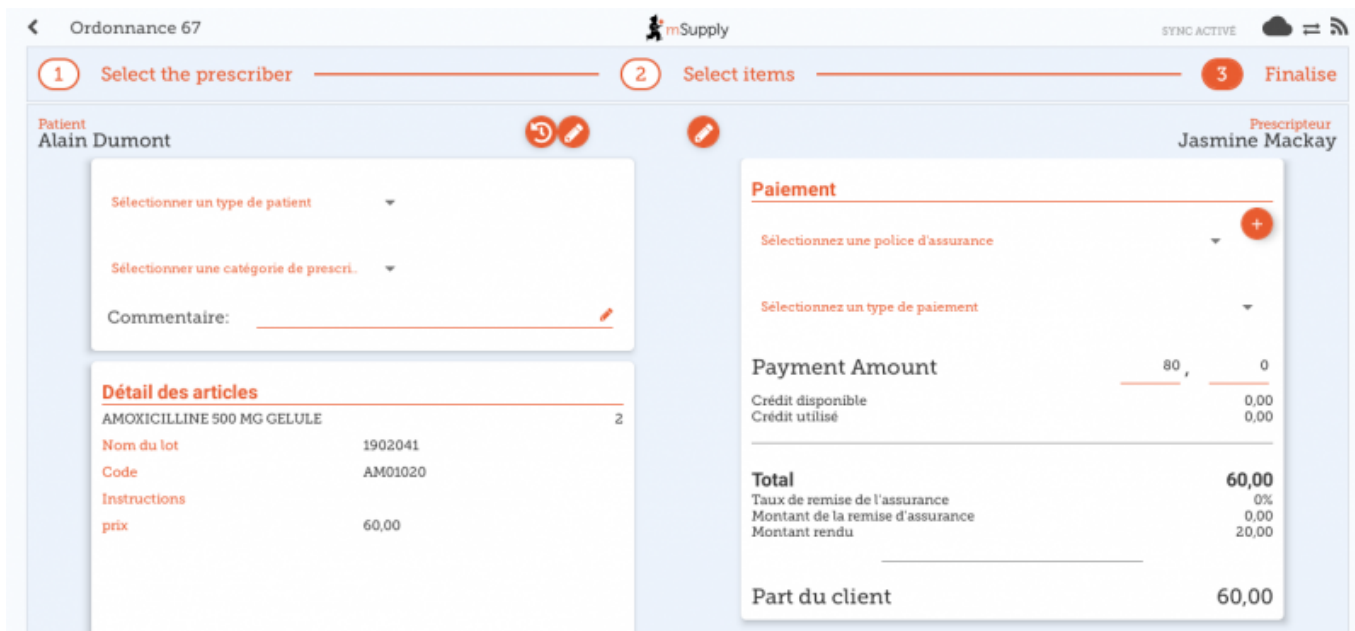 Ordonnance 67
mSupply
SYNC ACTIVÉ
1 Select the prescriber
2 Select items
3 Finalise
Patient
Alain Dumont
Prescripteur
Jasmine Mackay
Sélectionner un type de patient
Sélectionner une catégorie de prescri..
Commentaire:
Détail des articles
AMOXICILLINE 500 MG GELULE 2
Nom du lot 1902041
Code AM01020
Instructions
prix 60,00
Paiement
+
Sélectionnez une police d'assurance
Sélectionnez un type de paiement
Payment Amount 80 , 0
Crédit disponible 0,00
Crédit utilisé 0,00
Total 60,00
Taux de remise de l'assurance 0%
Montant de la remise d'assurance 0,00
Montant rendu 20,00
Part du client 60,00